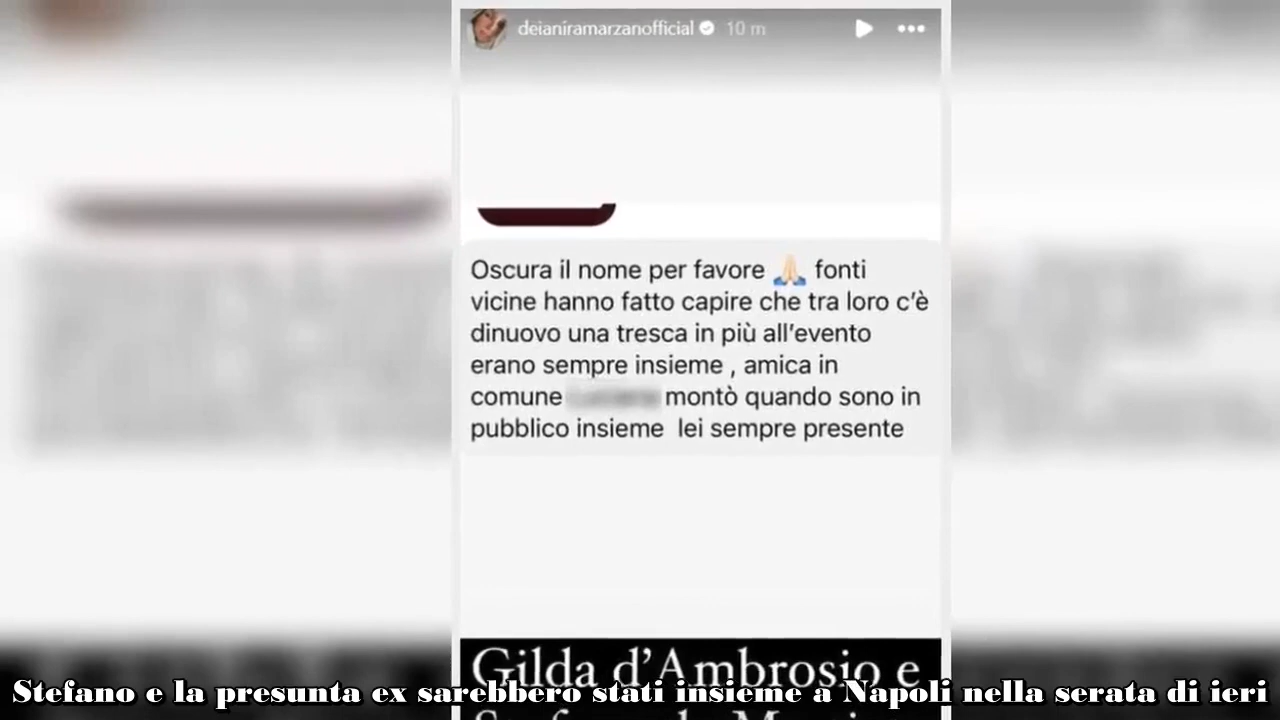 deianiramarzanofficial 10 m
Oscura il nome per favore 🙏🏻 fonti
vicine hanno fatto capire che tra loro c’è
dinuovo una tresca in più all’evento
erano sempre insieme , amica in
comune montò quando sono in
pubblico insieme lei sempre presente
Gilda d’Ambrosio e
Stefano e la presunta ex sarebbero stati insieme a Napoli nella serata di ieri